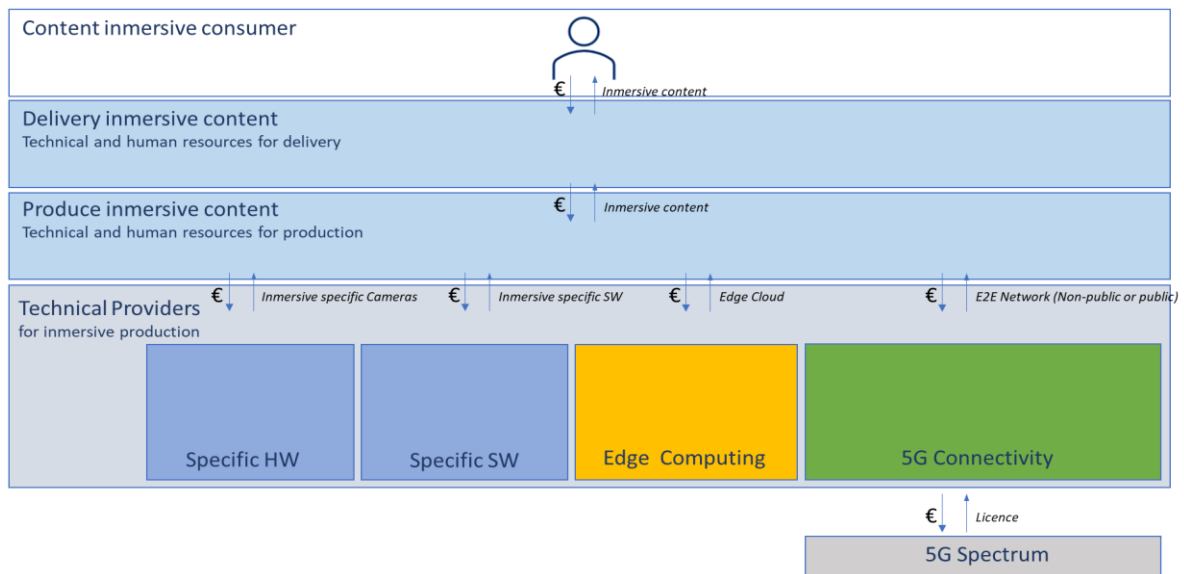 Content inmersive consumer
€ Inmersive content
Delivery inmersive content
Technical and human resources for delivery
€ Inmersive content
Produce inmersive content
Technical and human resources for production
€ Inmersive specific Cameras € Inmersive specific SW € Edge Cloud € E2E Network (Non-public or public)
Technical Providers
for inmersive production
Specific HW Specific SW Edge Computing 5G Connectivity
€ Licence
5G Spectrum